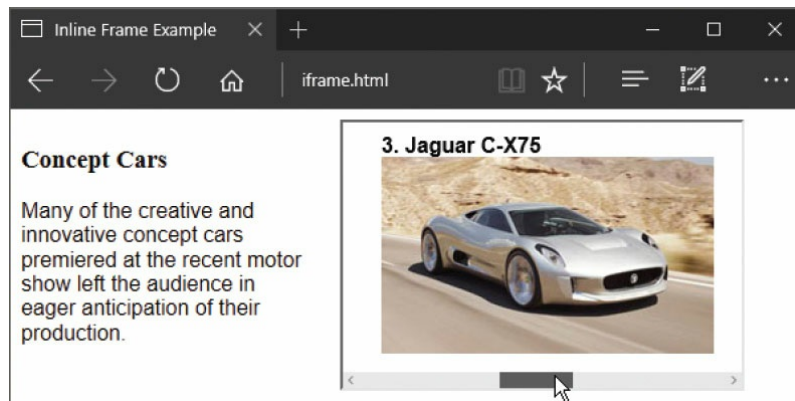 Inline Frame Example
iframe.html
Concept Cars
Many of the creative and
innovative concept cars
premiered at the recent motor
show left the audience in
eager anticipation of their
production.
3. Jaguar C-X75